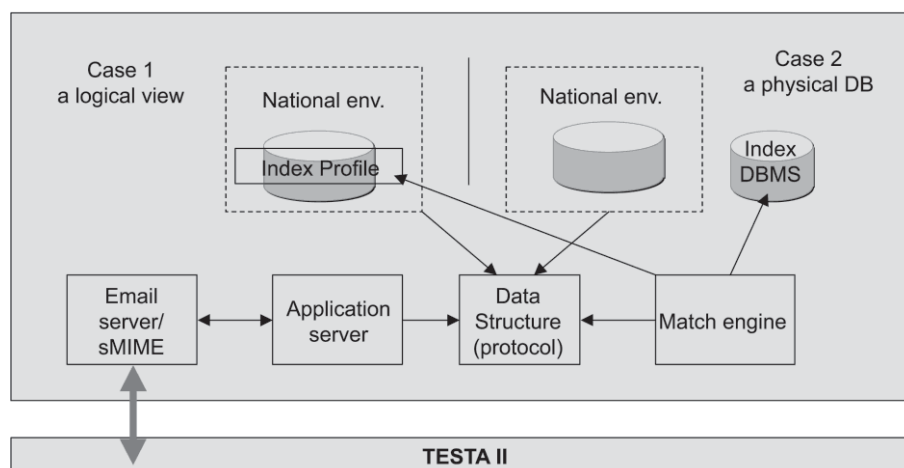 Case 1
a logical view
National env.
Index Profile
National env.
Case 2
a physical DB
Index
DBMS
Email
server/
sMIME
Application
server
Data
Structure
(protocol)
Match engine
TESTA II